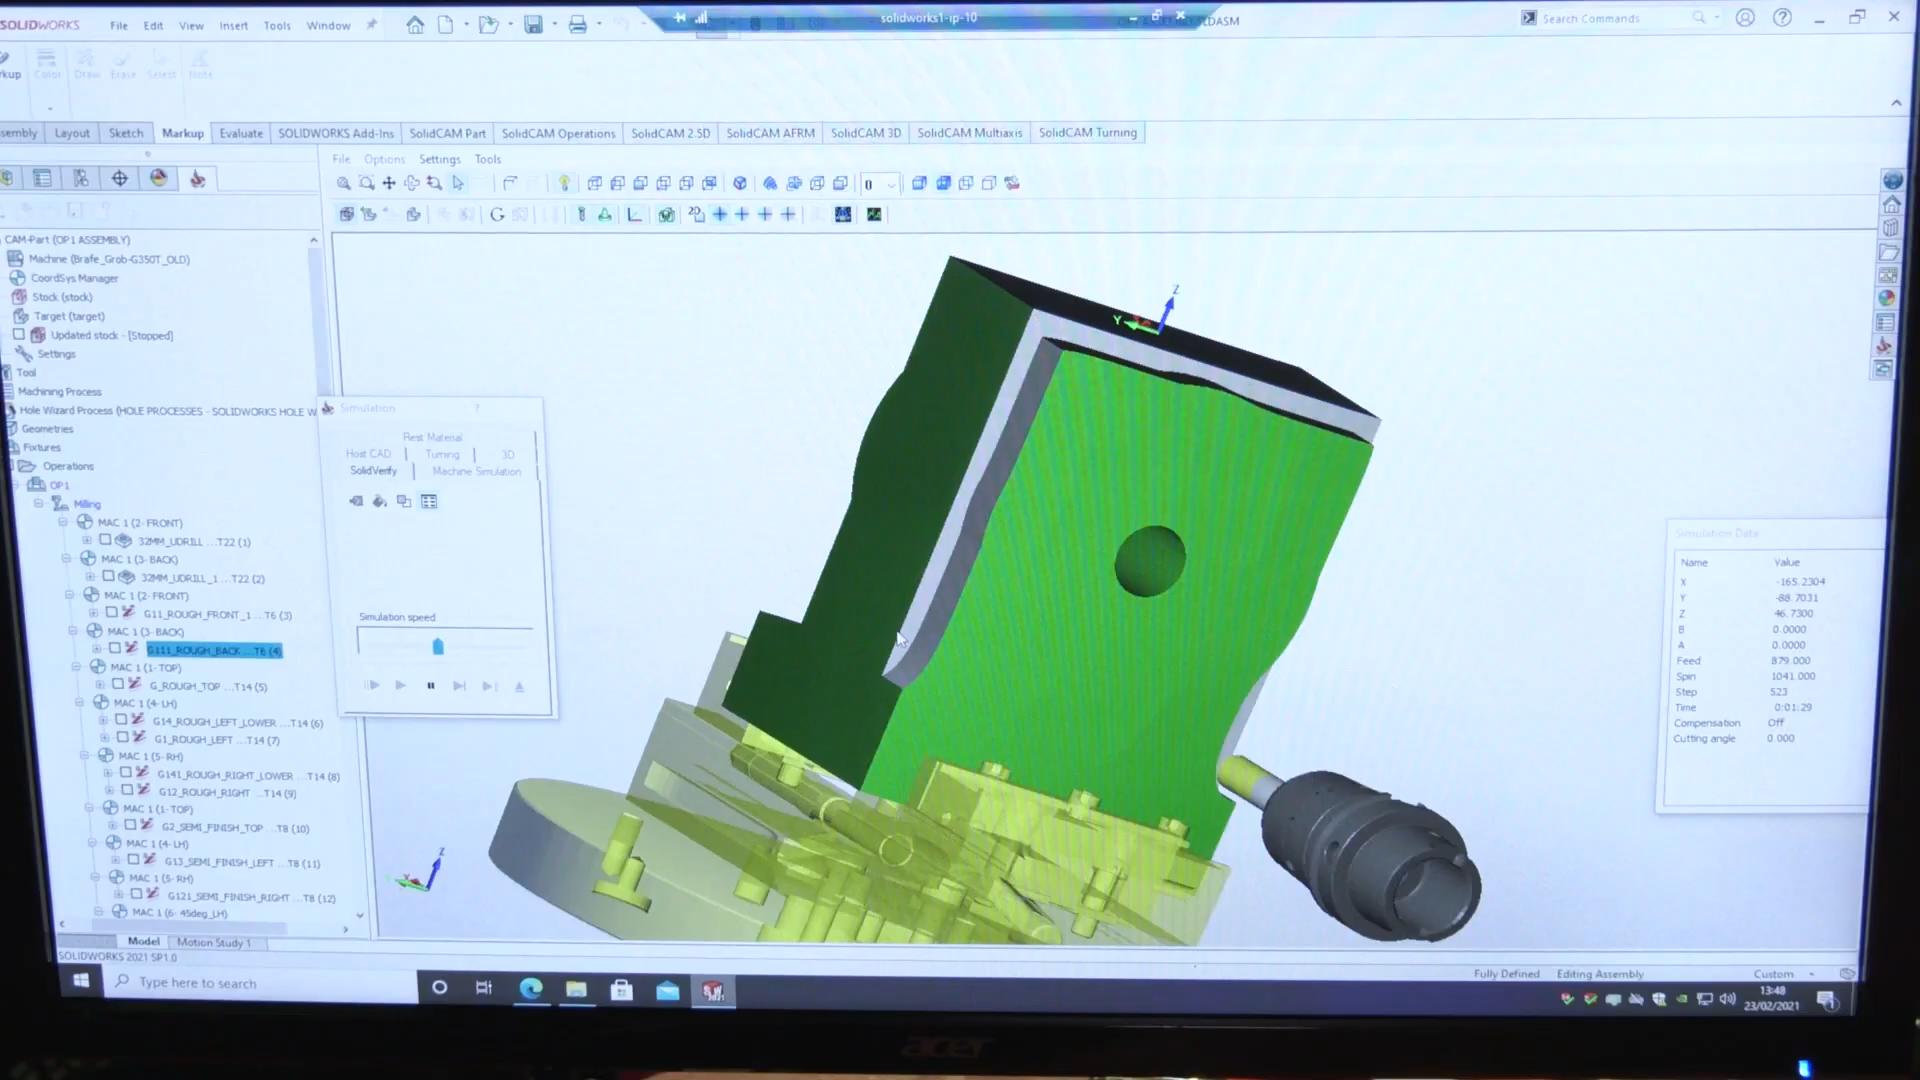 SOLIDWORKS File Edit View Insert Tools Window
solidworks1-ip-10
Search Commands
Color Draw Erase Select Note
Layout Sketch Markup Evaluate SOLIDWORKS Add-Ins SolidCAM Part SolidCAM Operations SolidCAM 2.5D SolidCAM AFRM SolidCAM 3D SolidCAM Multiaxis SolidCAM Turning
File Options Settings Tools
0
2D
CAM-Part (OP1 ASSEMBLY)
Machine (Brafe_Grob-G350T_OLD)
CoordSys Manager
Stock (stock)
Target (target)
Updated stock - [Stopped]
Settings
Tool
Machining Process
Hole Wizard Process (HOLE PROCESSES - SOLIDWORKS HOLE W
Geometries
Fixtures
Operations
OP1
Milling
MAC 1 (2- FRONT)
32MM_UDRILL ...T22 (1)
MAC 1 (3- BACK)
32MM_UDRILL_1 ...T22 (2)
MAC 1 (2- FRONT)
G11_ROUGH_FRONT_1 ...T6 (3)
MAC 1 (3- BACK)
G111_ROUGH_BACK ...T6 (4)
MAC 1 (1- TOP)
G_ROUGH_TOP ...T14 (5)
MAC 1 (4- LH)
G14_ROUGH_LEFT_LOWER ...T14 (6)
G1_ROUGH_LEFT ...T14 (7)
MAC 1 (5- RH)
G141_ROUGH_RIGHT_LOWER ...T14 (8)
G12_ROUGH_RIGHT ...T14 (9)
MAC 1 (1- TOP)
G2_SEMI_FINISH_TOP ...T8 (10)
MAC 1 (4- LH)
G13_SEMI_FINISH_LEFT ...T8 (11)
MAC 1 (5- RH)
G121_SEMI_FINISH_RIGHT ...T8 (12)
MAC 1 (6- 45deg_LH)
Simulation ?
Rest Material
Host CAD Turning 3D
SolidVerify Machine Simulation
Simulation speed
Z
Y
Z
Simulation Data
Name Value
X -165.2304
Y -88.7031
Z 46.7300
B 0.0000
A 0.0000
Feed 879.000
Spin 1041.000
Step 523
Time 0:01:29
Compensation Off
Cutting angle 0.000
Model Motion Study 1
SOLIDWORKS 2021 SP1.0
Fully Defined Editing Assembly Custom
Type here to search
13:48
23/02/2021
acer